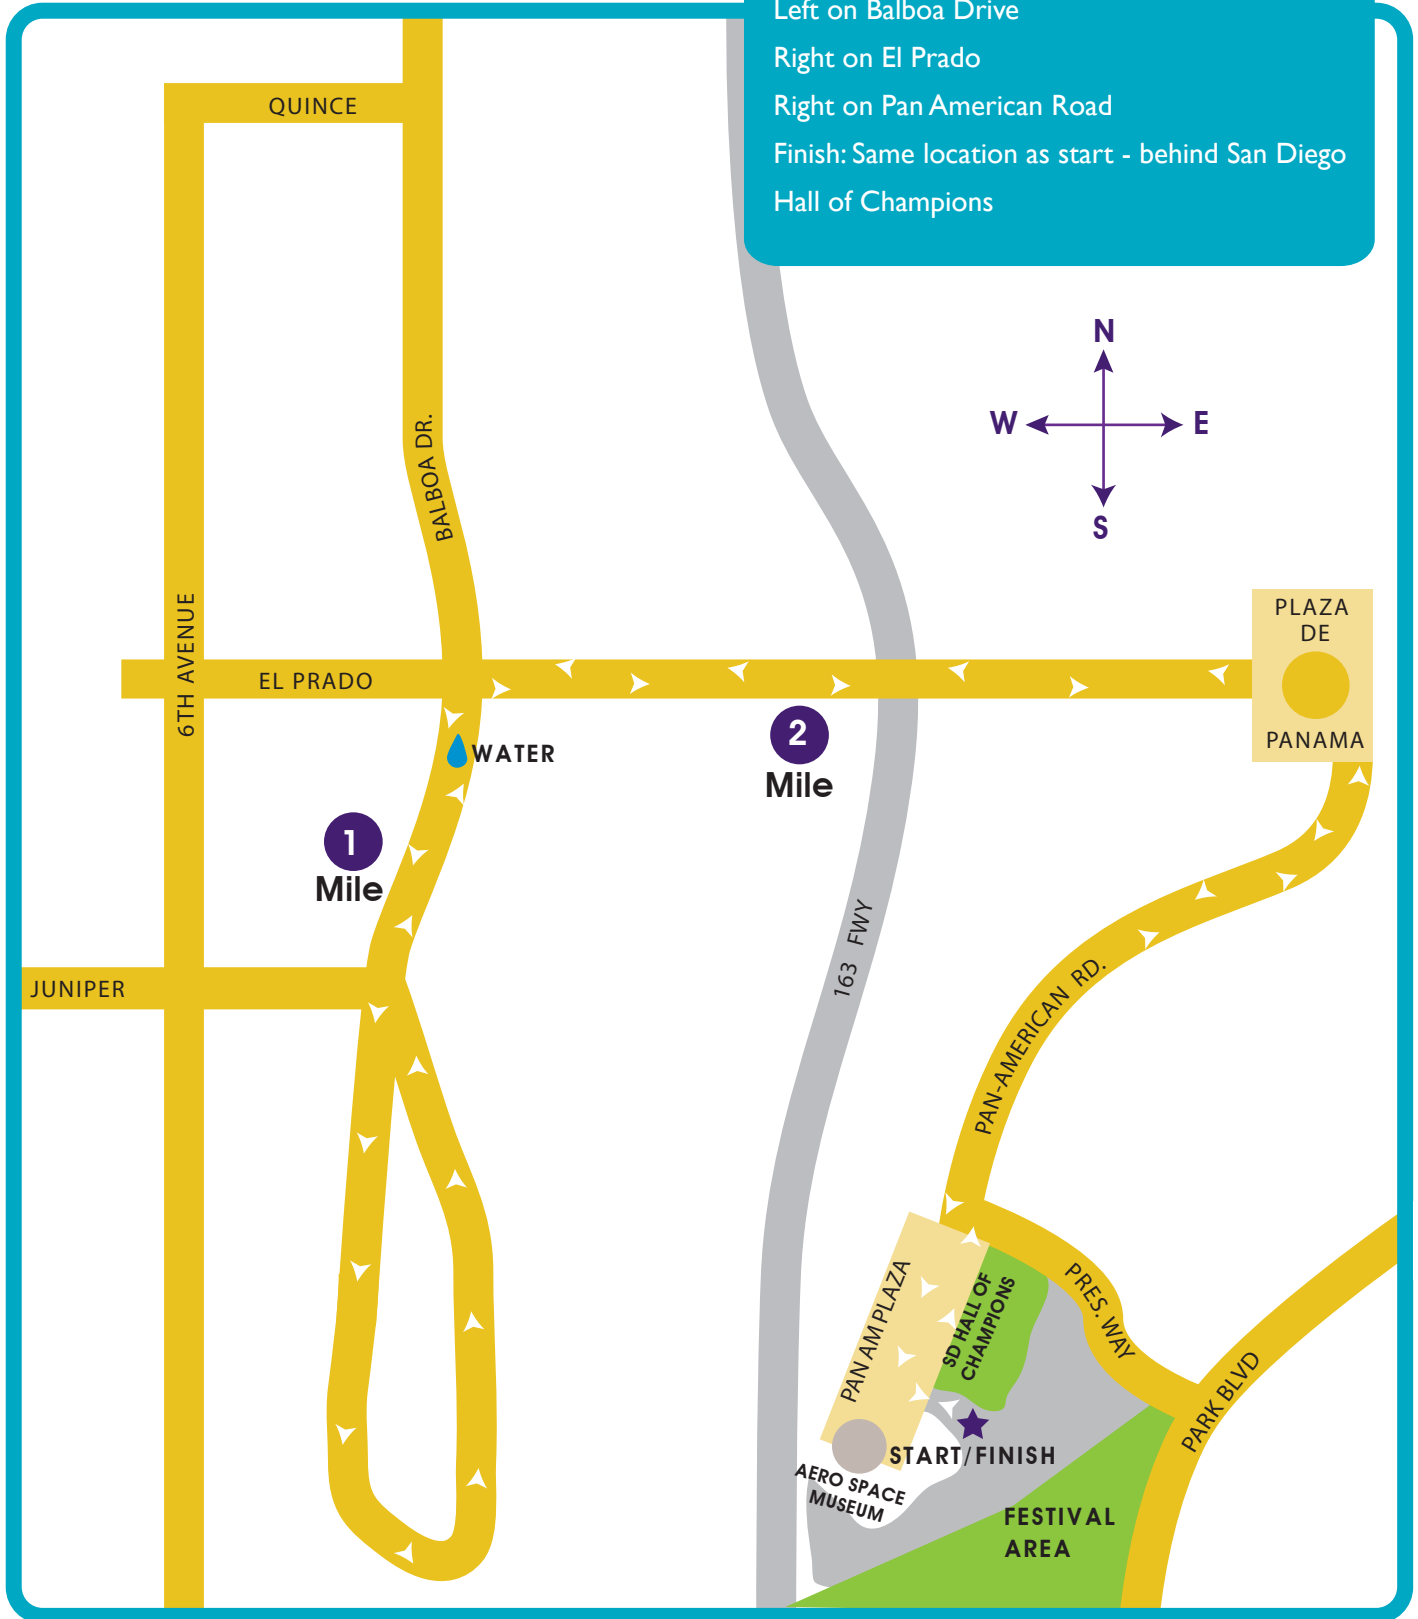 Left on Balboa Drive
Right on El Prado
Right on Pan American Road
Finish: Same location as start - behind San Diego
Hall of Champions
QUINCE
N
W
E
S
BALBOA DR.
6TH AVENUE
EL PRADO
PLAZA
DE
PANAMA
WATER
2
Mile
1
Mile
163 FWY
JUNIPER
PAN-AMERICAN RD.
PAN AM PLAZA
SD HALL OF
CHAMPIONS
PRES. WAY
PARK BLVD
START/FINISH
AERO SPACE
MUSEUM
FESTIVAL
AREA